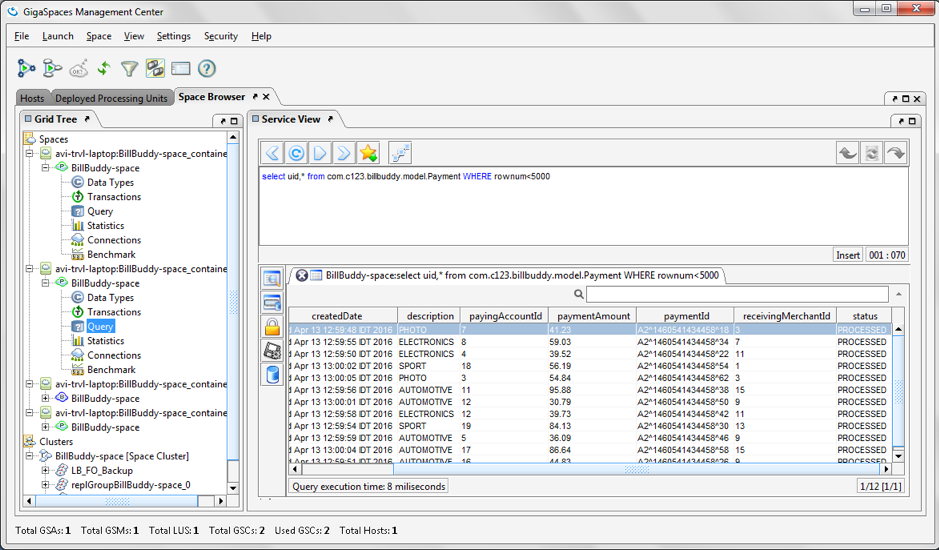 GigaSpaces Management Center
File Launch Space View Settings Security Help
Hosts Deployed Processing Units Space Browser
Grid Tree
Spaces
avi-trvl-laptop:BillBuddy-space_containe
BillBuddy-space
Data Types
Transactions
Query
Statistics
Connections
Benchmark
avi-trvl-laptop:BillBuddy-space_containe
BillBuddy-space
Data Types
Transactions
Query
Statistics
Connections
Benchmark
avi-trvl-laptop:BillBuddy-space_containe
BillBuddy-space
avi-trvl-laptop:BillBuddy-space_containe
BillBuddy-space
Clusters
BillBuddy-space [Space Cluster]
LB_FO_Backup
replGroupBillBuddy-space_0
Service View
select uid,* from com.c123.billbuddy.model.Payment WHERE rownum<5000
Insert 001 : 070
BillBuddy-space:select uid,* from com.c123.billbuddy.model.Payment WHERE rownum<5000
createdDate description payingAccountId paymentAmount paymentId receivingMerchantId status
d Apr 13 12:59:48 IDT 2016 PHOTO 7 41.23 A2^1460541434458^18 3 PROCESSED
d Apr 13 12:59:55 IDT 2016 ELECTRONICS 8 59.03 A2^1460541434458^34 7 PROCESSED
d Apr 13 12:59:50 IDT 2016 ELECTRONICS 4 39.52 A2^1460541434458^22 11 PROCESSED
d Apr 13 13:00:02 IDT 2016 SPORT 18 56.19 A2^1460541434458^54 1 PROCESSED
d Apr 13 13:00:05 IDT 2016 PHOTO 3 54.84 A2^1460541434458^62 3 PROCESSED
d Apr 13 12:59:56 IDT 2016 AUTOMOTIVE 11 95.88 A2^1460541434458^38 15 PROCESSED
d Apr 13 13:00:01 IDT 2016 AUTOMOTIVE 12 30.79 A2^1460541434458^50 9 PROCESSED
d Apr 13 12:59:58 IDT 2016 ELECTRONICS 12 39.73 A2^1460541434458^42 11 PROCESSED
d Apr 13 12:59:54 IDT 2016 SPORT 19 84.13 A2^1460541434458^30 13 PROCESSED
d Apr 13 12:59:59 IDT 2016 AUTOMOTIVE 5 36.09 A2^1460541434458^46 9 PROCESSED
d Apr 13 13:00:04 IDT 2016 AUTOMOTIVE 17 86.64 A2^1460541434458^58 15 PROCESSED
d Apr 13 12:59:51 IDT 2016 AUTOMOTIVE 16 44.83 A2^1460541434458^26 9 PROCESSED
Query execution time: 8 miliseconds 1/12 [1/1]
Total GSAs: 1 Total GSMs: 1 Total LUS: 1 Total GSCs: 2 Used GSCs: 2 Total Hosts: 1